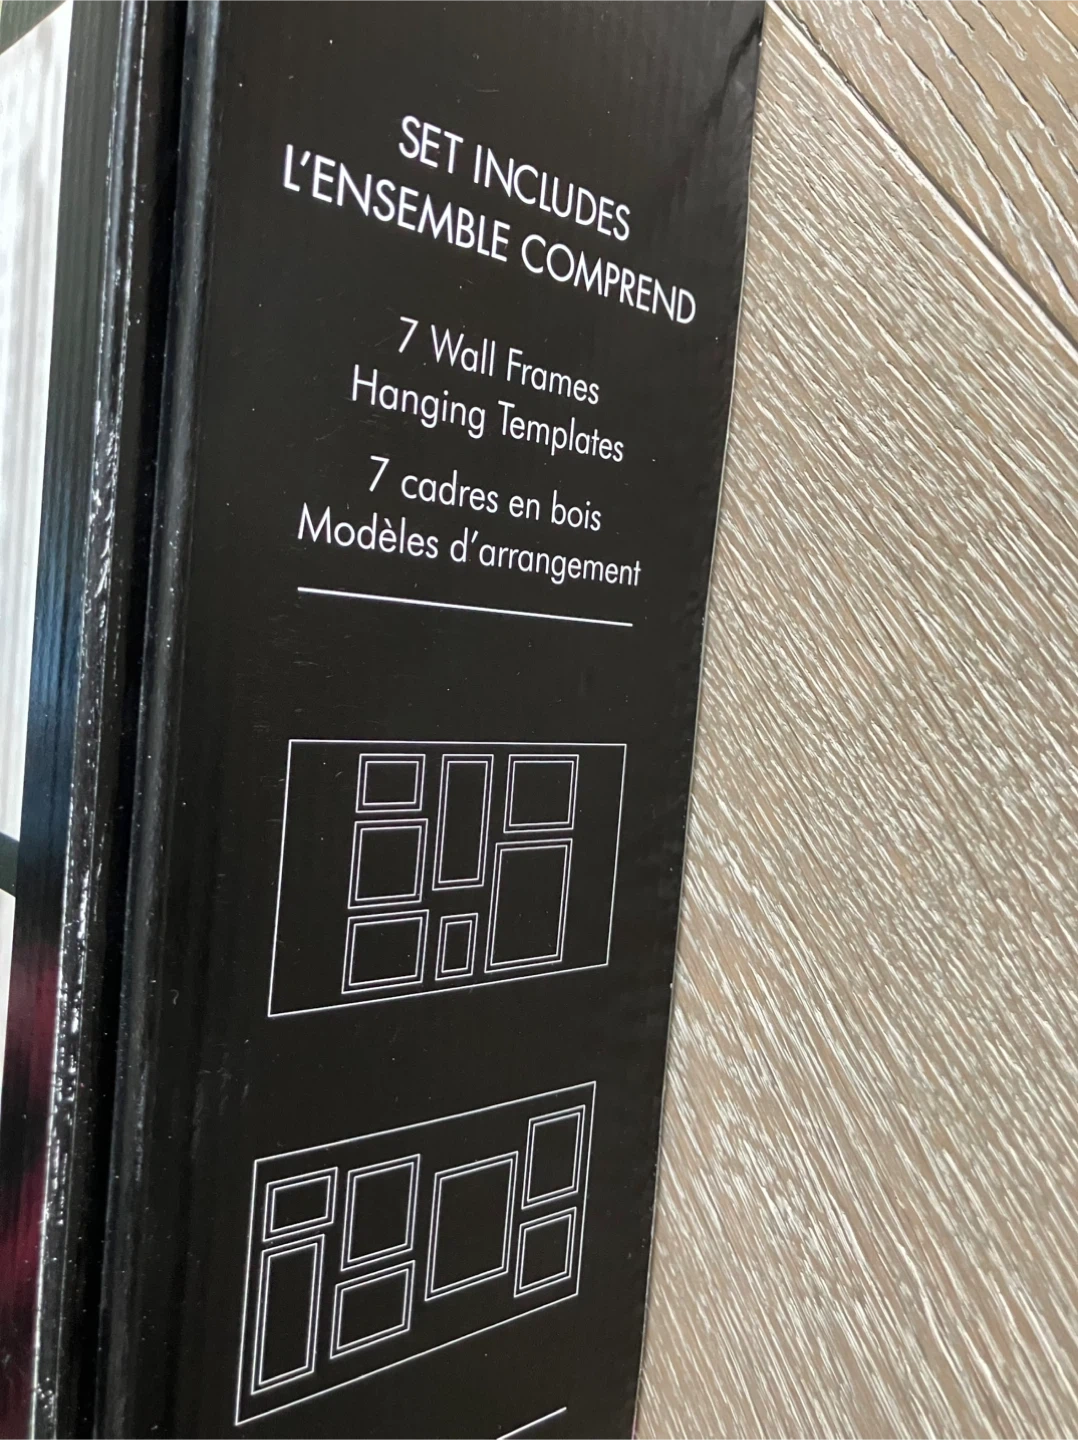 SET INCLUDES
L'ENSEMBLE COMPREND
7 Wall Frames
Hanging Templates
7 cadres en bois
Modèles d'arrangement